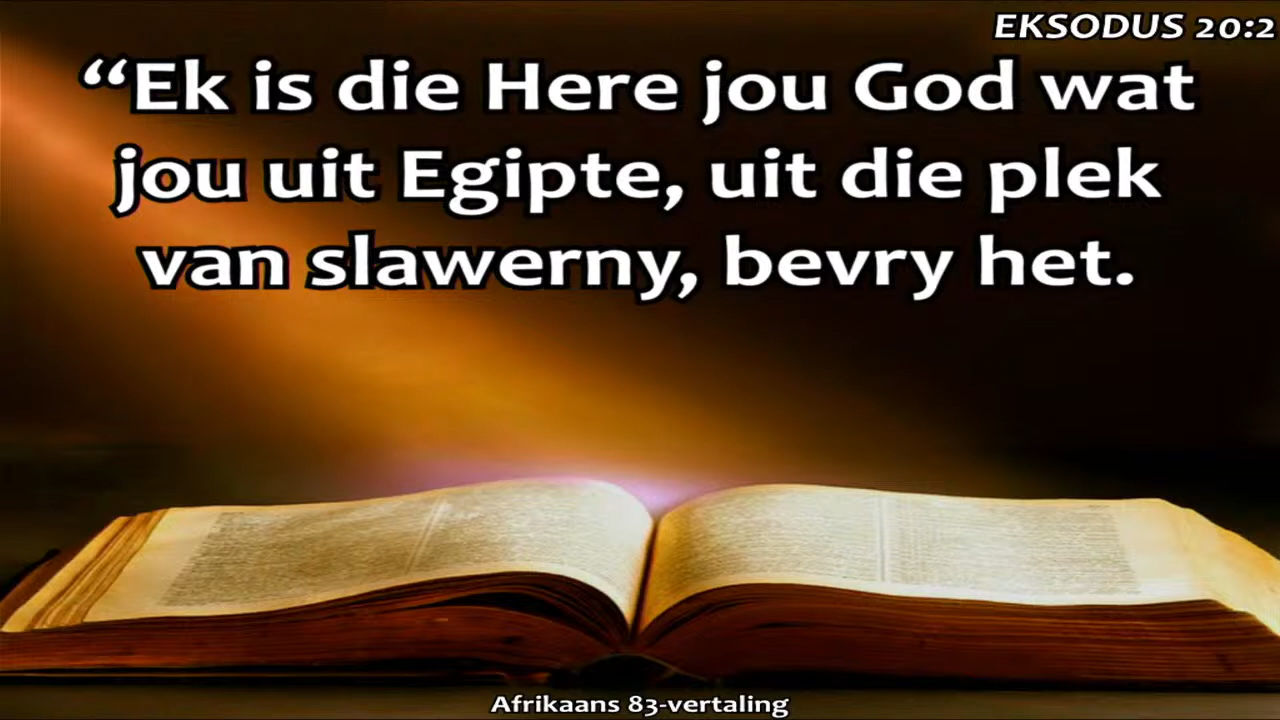 EKSODUS 20:2
“Ek is die Here jou God wat
jou uit Egipte, uit die plek
van slawerny, bevry het.
Afrikaans 83-vertaling